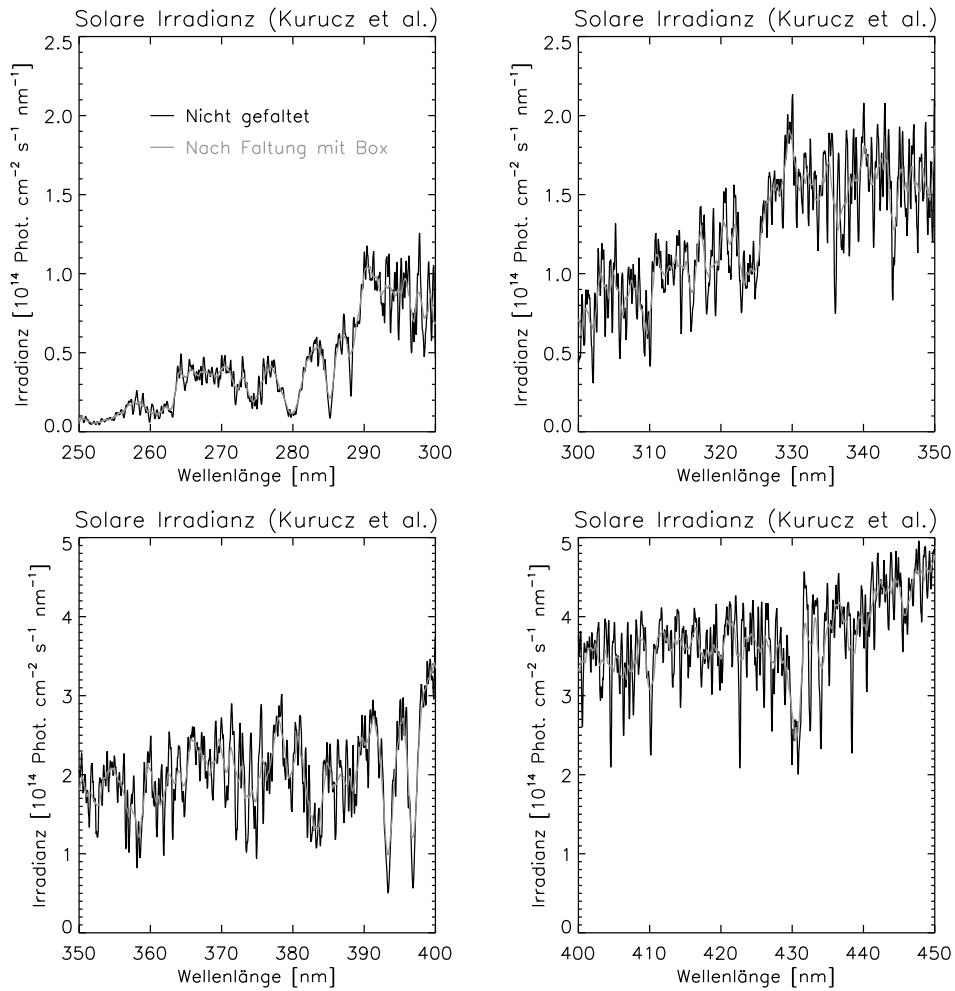 Solare Irradianz (Kurucz et al.)
Irradianz [10¹⁴ Phot. cm⁻² s⁻¹ nm⁻¹]
2.5
2.0
1.5
1.0
0.5
0.0
Nicht gefaltet
Nach Faltung mit Box
250 260 270 280 290 300
Wellenlänge [nm]
Solare Irradianz (Kurucz et al.)
Irradianz [10¹⁴ Phot. cm⁻² s⁻¹ nm⁻¹]
2.5
2.0
1.5
1.0
0.5
0.0
300 310 320 330 340 350
Wellenlänge [nm]
Solare Irradianz (Kurucz et al.)
Irradianz [10¹⁴ Phot. cm⁻² s⁻¹ nm⁻¹]
5
4
3
2
1
0
350 360 370 380 390 400
Wellenlänge [nm]
Solare Irradianz (Kurucz et al.)
Irradianz [10¹⁴ Phot. cm⁻² s⁻¹ nm⁻¹]
5
4
3
2
1
0
400 410 420 430 440 450
Wellenlänge [nm]